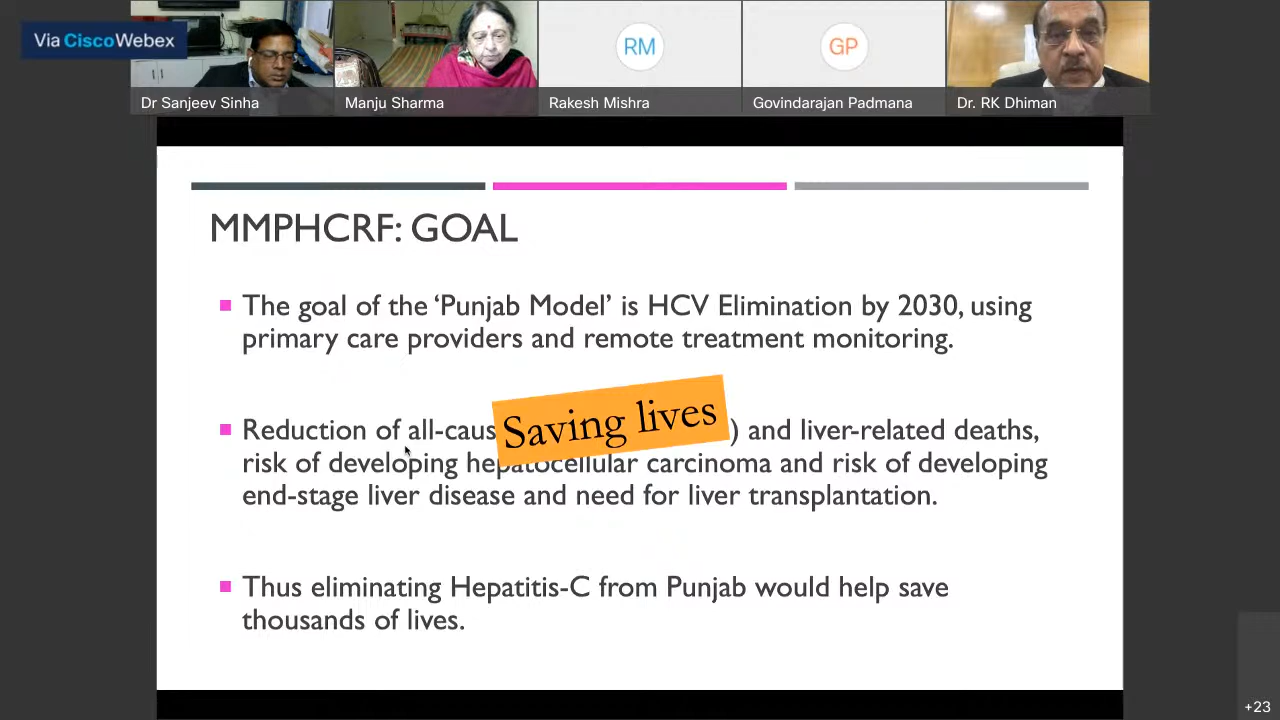 Via Cisco Webex
Dr Sanjeev Sinha
Manju Sharma
RM
Rakesh Mishra
GP
Govindarajan Padmana
Dr. RK Dhiman
MMPHCRF: GOAL
The goal of the ‘Punjab Model’ is HCV Elimination by 2030, using
primary care providers and remote treatment monitoring.
Saving lives
Reduction of all-caus ) and liver-related deaths,
risk of developing hepatocellular carcinoma and risk of developing
end-stage liver disease and need for liver transplantation.
Thus eliminating Hepatitis-C from Punjab would help save
thousands of lives.
+23